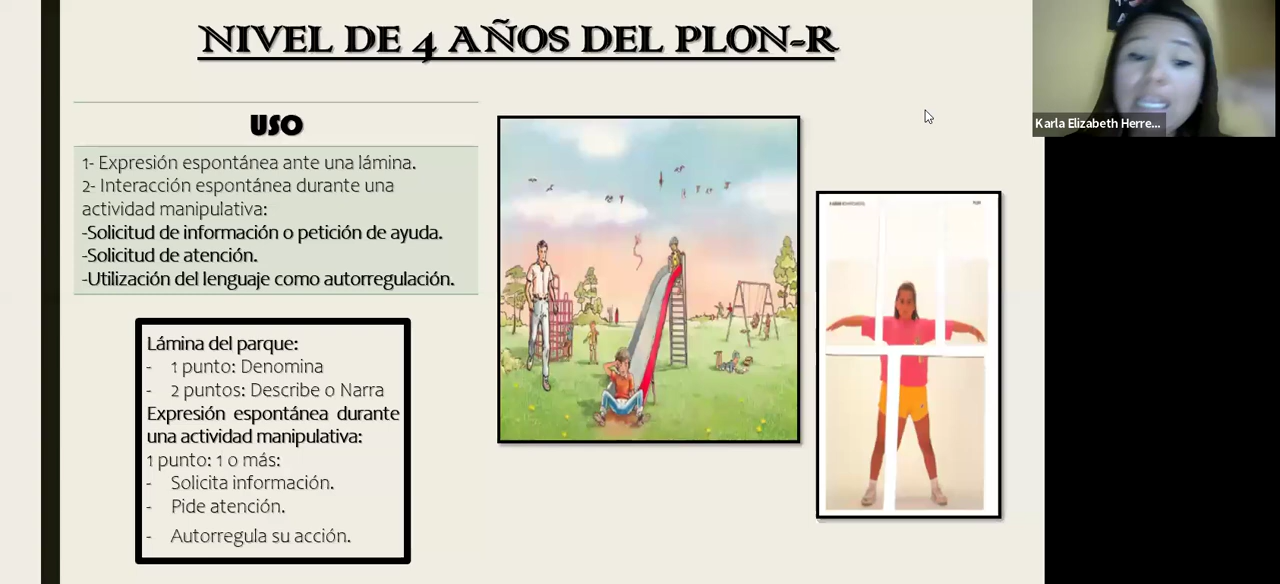 NIVEL DE 4 AÑOS DEL PLON-R
USO
1- Expresión espontánea ante una lámina.
2- Interacción espontánea durante una
actividad manipulativa:
-Solicitud de información o petición de ayuda.
-Solicitud de atención.
-Utilización del lenguaje como autorregulación.
Lámina del parque:
- 1 punto: Denomina
- 2 puntos: Describe o Narra
Expresión espontánea durante
una actividad manipulativa:
1 punto: 1 o más:
- Solicita información.
- Pide atención.
- Autorregula su acción.
Karla Elizabeth Herre...